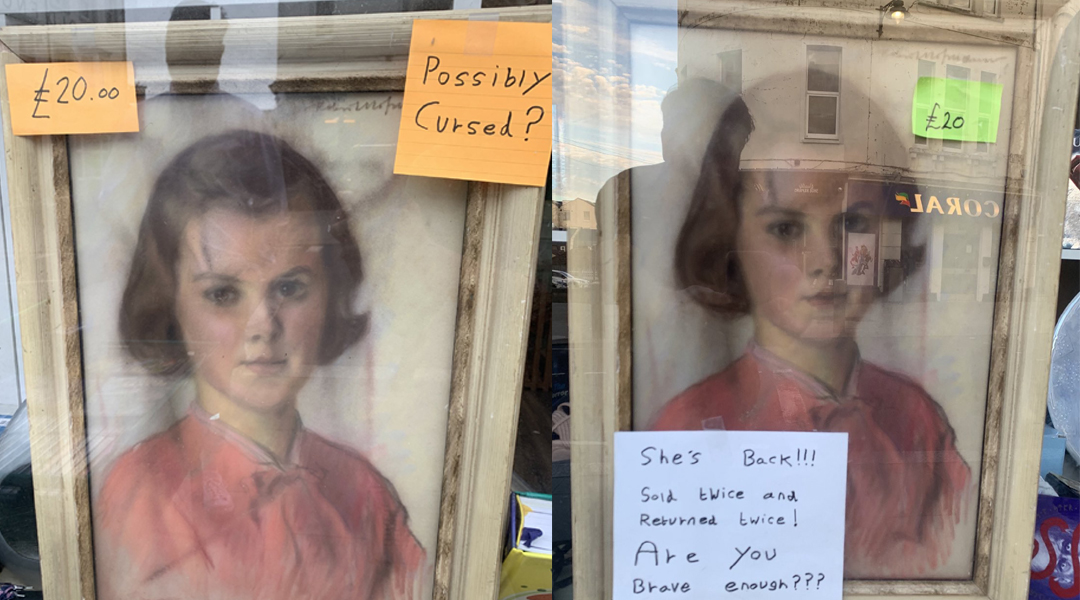 £20.00
Possibly
Cursed?
£20
CORAL
She's Back!!!
Sold twice and
Returned twice!
Are you
Brave enough???